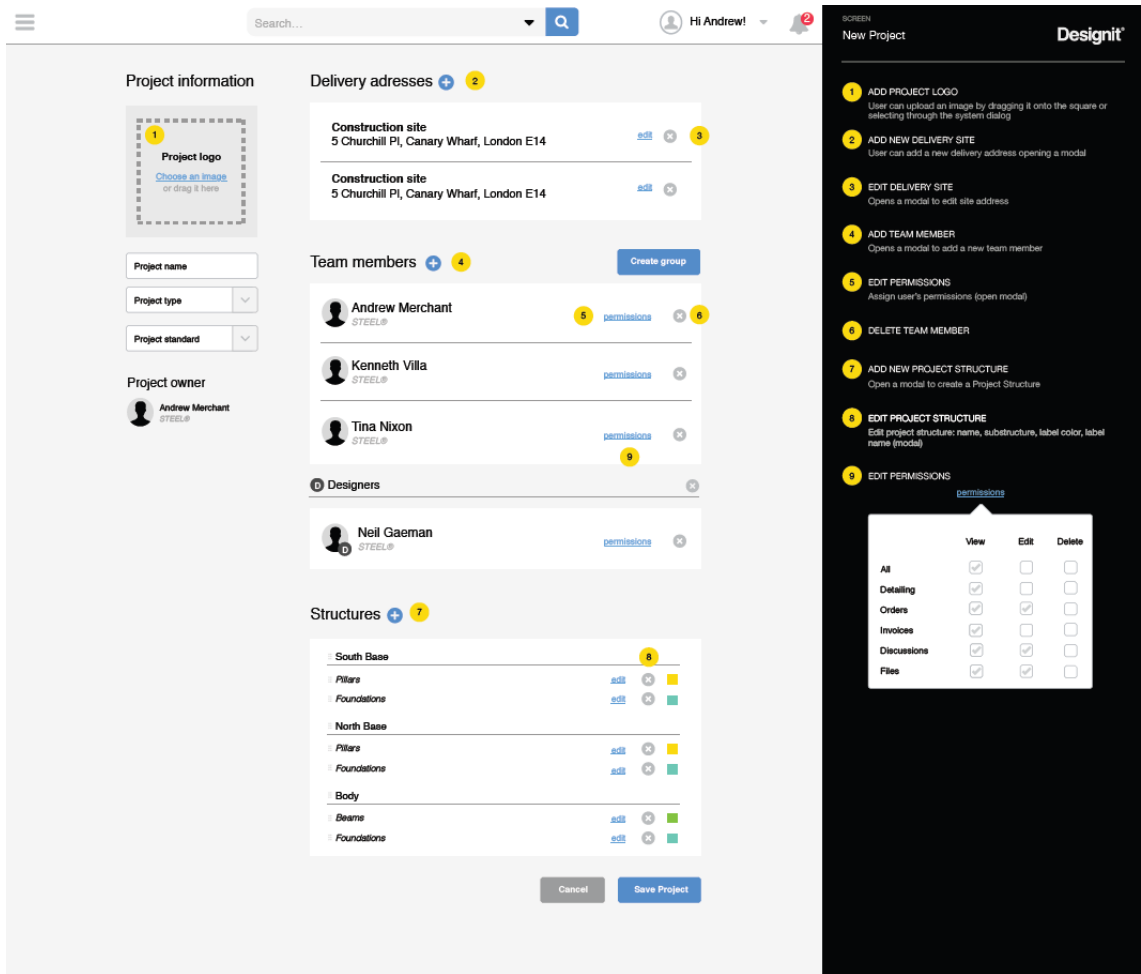 Search...
Hi Andrew!
2
Project information
1
Project logo
Choose an image
or drag it here
Project name
Project type
Project standard
Project owner
Andrew Merchant
STEEL®
Delivery adresses
2
Construction site
5 Churchill Pl, Canary Wharf, London E14
edit
3
Construction site
5 Churchill Pl, Canary Wharf, London E14
edit
Team members
4
Create group
Andrew Merchant
STEEL®
5
permissions
6
Kenneth Villa
STEEL®
permissions
Tina Nixon
STEEL®
permissions
9
D Designers
Neil Gaeman
D
STEEL®
permissions
Structures
7
South Base
8
Pillars
edit
Foundations
edit
North Base
Pillars
edit
Foundations
edit
Body
Beams
edit
Foundations
edit
Cancel
Save Project
SCREEN
New Project
Designit®
1 ADD PROJECT LOGO
User can upload an image by dragging it onto the square or
selecting through the system dialog
2 ADD NEW DELIVERY SITE
User can add a new delivery address opening a modal
3 EDIT DELIVERY SITE
Opens a modal to edit site address
4 ADD TEAM MEMBER
Opens a modal to add a new team member
5 EDIT PERMISSIONS
Assign user's permissions (open modal)
6 DELETE TEAM MEMBER
7 ADD NEW PROJECT STRUCTURE
Open a modal to create a Project Structure
8 EDIT PROJECT STRUCTURE
Edit project structure: name, substructure, label color, label
name (modal)
9 EDIT PERMISSIONS
permissions
View Edit Delete
All
Detailing
Orders
Invoices
Discussions
Files